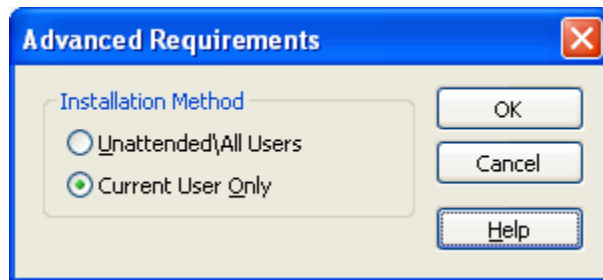 Advanced Requirements
Installation Method
Unattended\All Users
Current User Only
OK
Cancel
Help